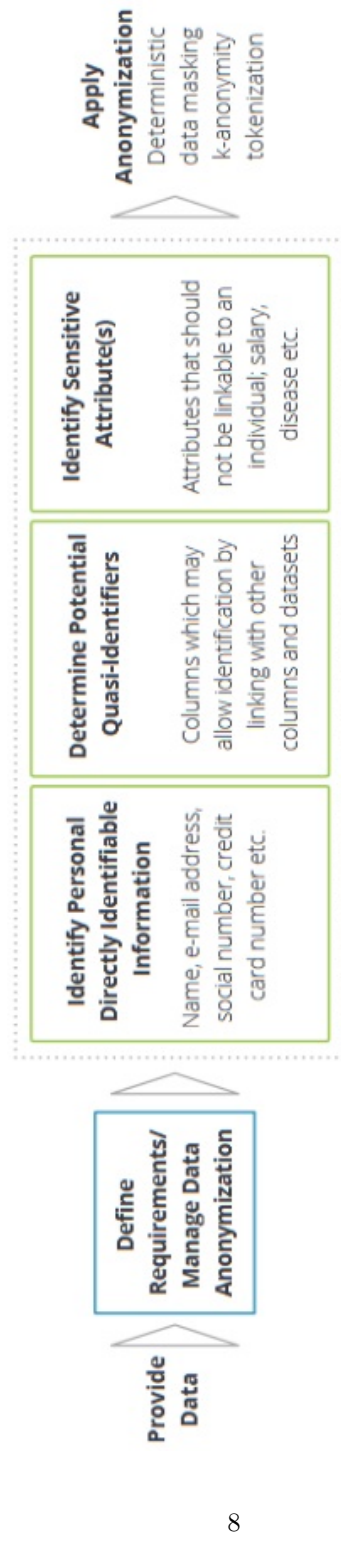 Provide
Data
Define
Requirements/
Manage Data
Anonymization
Identify Personal
Directly Identifiable
Information
Name, e-mail address,
social number, credit
card number etc.
Determine Potential
Quasi-Identifiers
Columns which may
allow identification by
linking with other
columns and datasets
Identify Sensitive
Attribute(s)
Attributes that should
not be linkable to an
individual; salary,
disease etc.
Apply
Anonymization
Deterministic
data masking
k-anonymity
tokenization
8